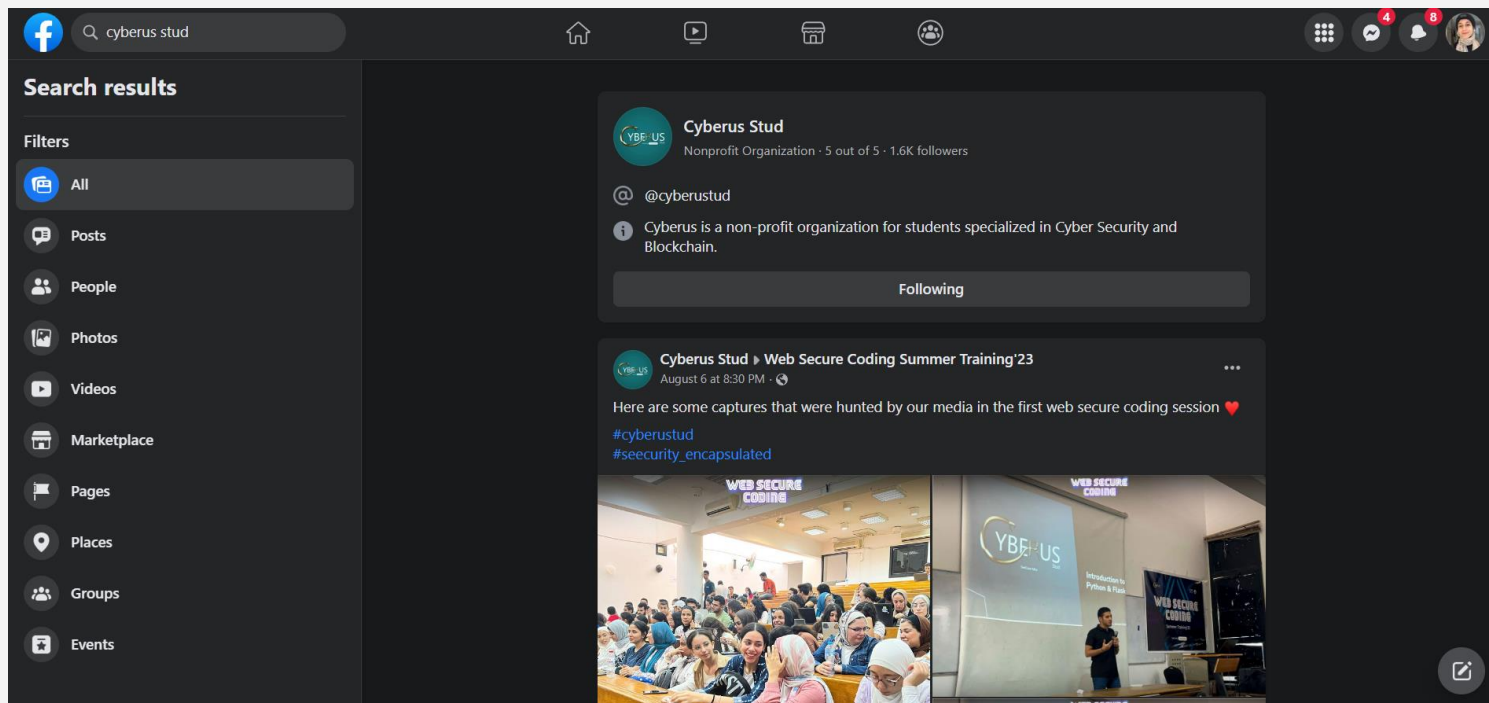 cyberus stud
4
8
Search results
Filters
All
Posts
People
Photos
Videos
Marketplace
Pages
Places
Groups
Events
Cyberus Stud
Nonprofit Organization · 5 out of 5 · 1.6K followers
@cyberustud
Cyberus is a non-profit organization for students specialized in Cyber Security and
Blockchain.
Following
Cyberus Stud ▸ Web Secure Coding Summer Training'23
August 6 at 8:30 PM ·
Here are some captures that were hunted by our media in the first web secure coding session ❤️
#cyberustud
#seecurity_encapsulated
WEB SECURE
CODING
WEB SECURE
CODING
CYBERUS
Introduction to
Python & Flask
WEB SECURE
CODING